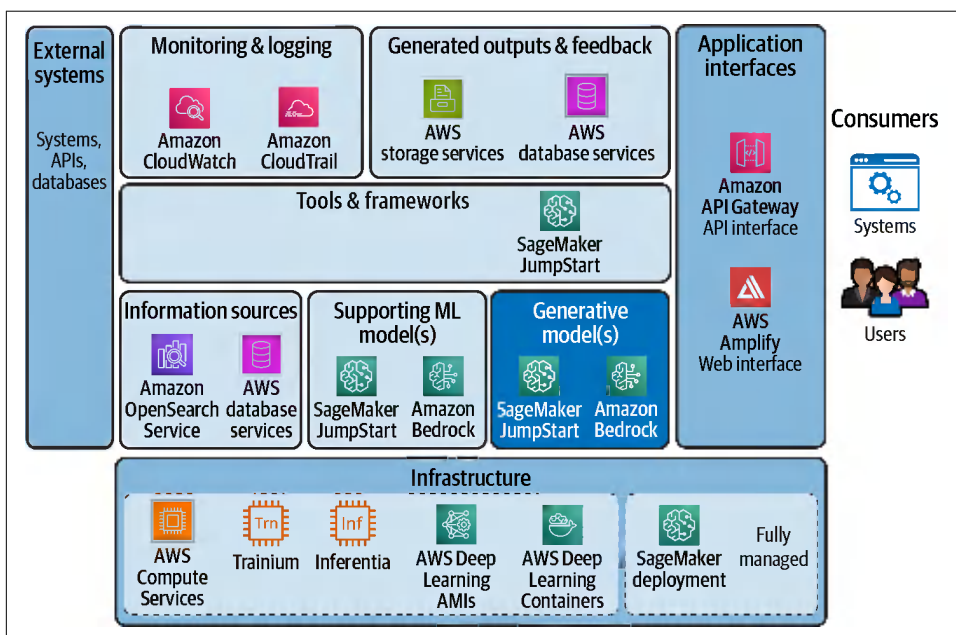 External
systems
Systems,
APIs,
databases
Monitoring & logging
Amazon
CloudWatch
Amazon
CloudTrail
Generated outputs & feedback
AWS
storage services
AWS
database services
Tools & frameworks
SageMaker
JumpStart
Information sources
Amazon
OpenSearch
Service
AWS
database
services
Supporting ML
model(s)
SageMaker
JumpStart
Amazon
Bedrock
Generative
model(s)
SageMaker
JumpStart
Amazon
Bedrock
Application
interfaces
Amazon
API Gateway
API interface
AWS
Amplify
Web interface
Consumers
Systems
Users
Infrastructure
AWS
Compute
Services
Trn
Trainium
Inf
Inferentia
AWS Deep
Learning
AMIs
AWS Deep
Learning
Containers
SageMaker
deployment
Fully
managed